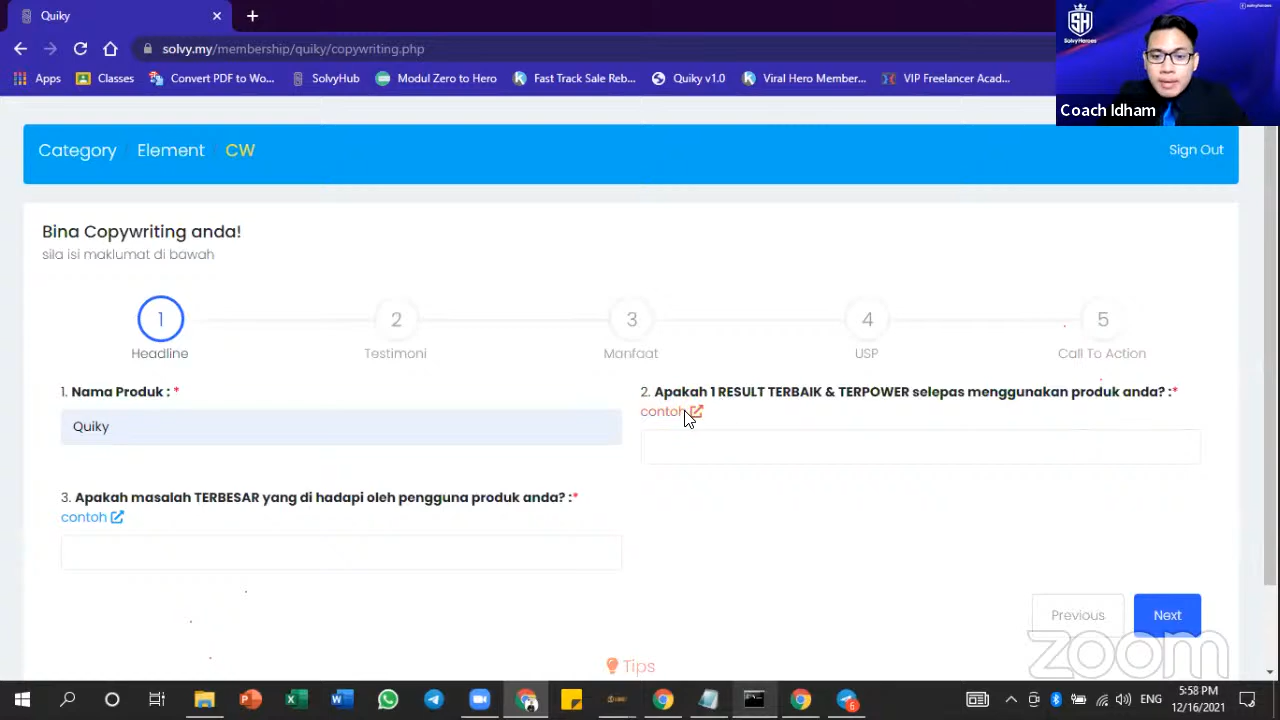 Quiky
solvy.my/membership/quiky/copywriting.php
Apps Classes Convert PDF to Wo... SolvyHub Modul Zero to Hero Fast Track Sale Reb... Quiky v1.0 Viral Hero Member... VIP Freelancer Acad...
SH
SolvyHeroes
Coach Idham
Category / Element / CW Sign Out
Bina Copywriting anda!
sila isi maklumat di bawah
1 2 3 4 5
Headline Testimoni Manfaat USP Call To Action
1. Nama Produk : *
Quiky
2. Apakah 1 RESULT TERBAIK & TERPOWER selepas menggunakan produk anda? :*
contoh
3. Apakah masalah TERBESAR yang di hadapi oleh pengguna produk anda? :*
contoh
Previous Next
Tips
zoom
ENG
5:58 PM
12/16/2021